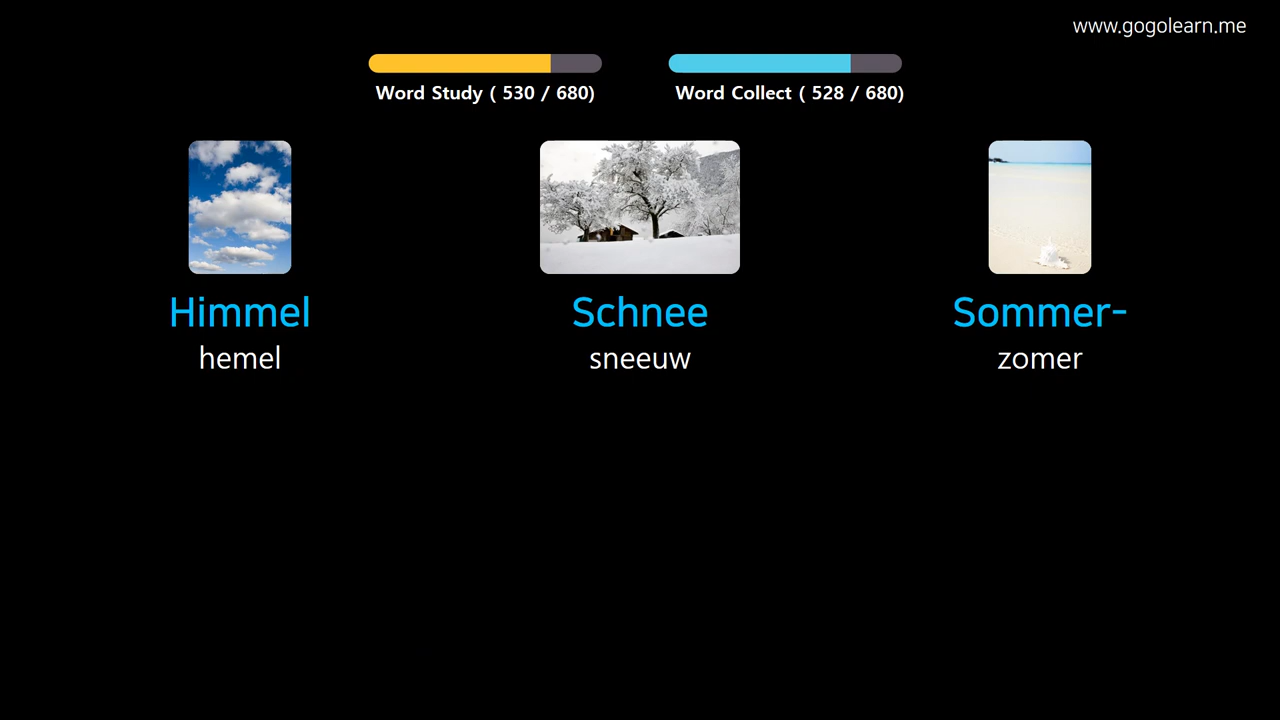 www.gogolearn.me
Word Study ( 530 / 680)
Word Collect ( 528 / 680)
Himmel
hemel
Schnee
sneeuw
Sommer-
zomer